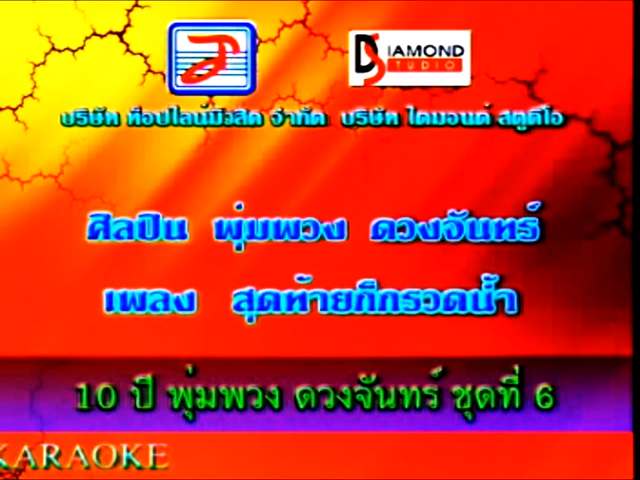 DIAMOND
STUDIO
บริษัท ท็อปไลน์มิวสิค จำกัด บริษัท ไดมอนด์ สตูดิโอ
ศิลปิน พุ่มพวง ดวงจันทร์
เพลง สุดท้ายก็กรวดน้ำ
10 ปี พุ่มพวง ดวงจันทร์ ชุดที่ 6
KARAOKE